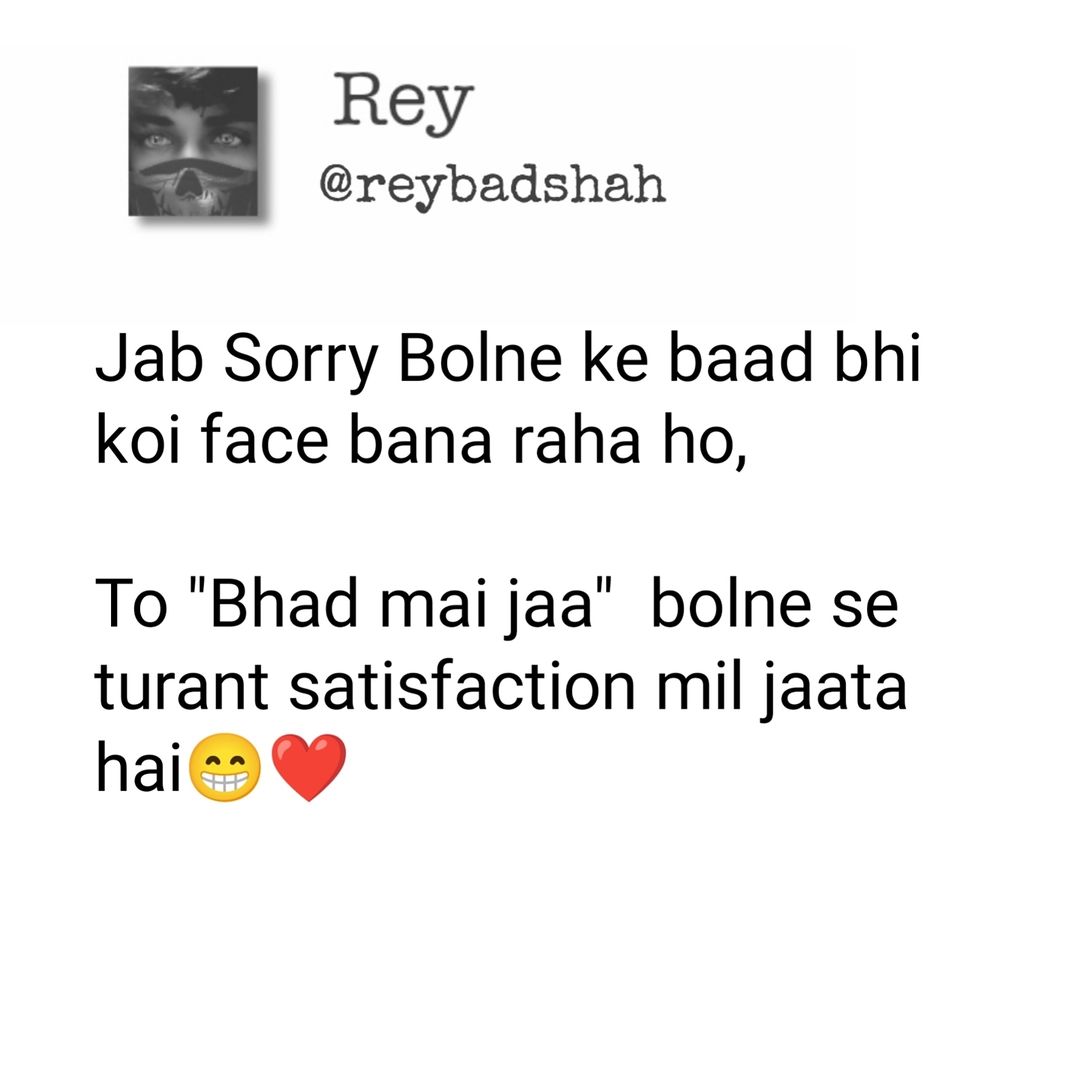 Rey
@reybadshah
Jab Sorry Bolne ke baad bhi
koi face bana raha ho,
To "Bhad mai jaa"  bolne se
turant satisfaction mil jaata
hai😁❤️